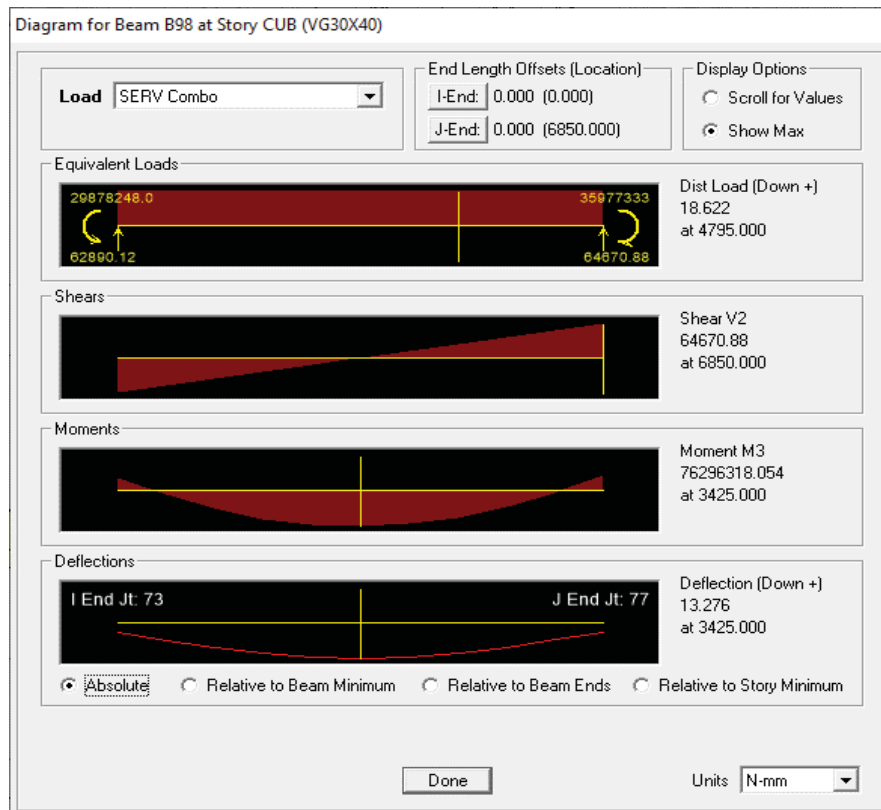 Diagram for Beam B98 at Story CUB (VG30X40)
Load SERV Combo
End Length Offsets (Location)
I-End: 0.000 (0.000)
J-End: 0.000 (6850.000)
Display Options
Scroll for Values
Show Max
Equivalent Loads
29878248.0 35977333
62890.12 64670.88
Dist Load (Down +)
18.622
at 4795.000
Shears
Shear V2
64670.88
at 6850.000
Moments
Moment M3
76296318.054
at 3425.000
Deflections
I End Jt: 73 J End Jt: 77
Deflection (Down +)
13.276
at 3425.000
Absolute Relative to Beam Minimum Relative to Beam Ends Relative to Story Minimum
Done
Units N-mm